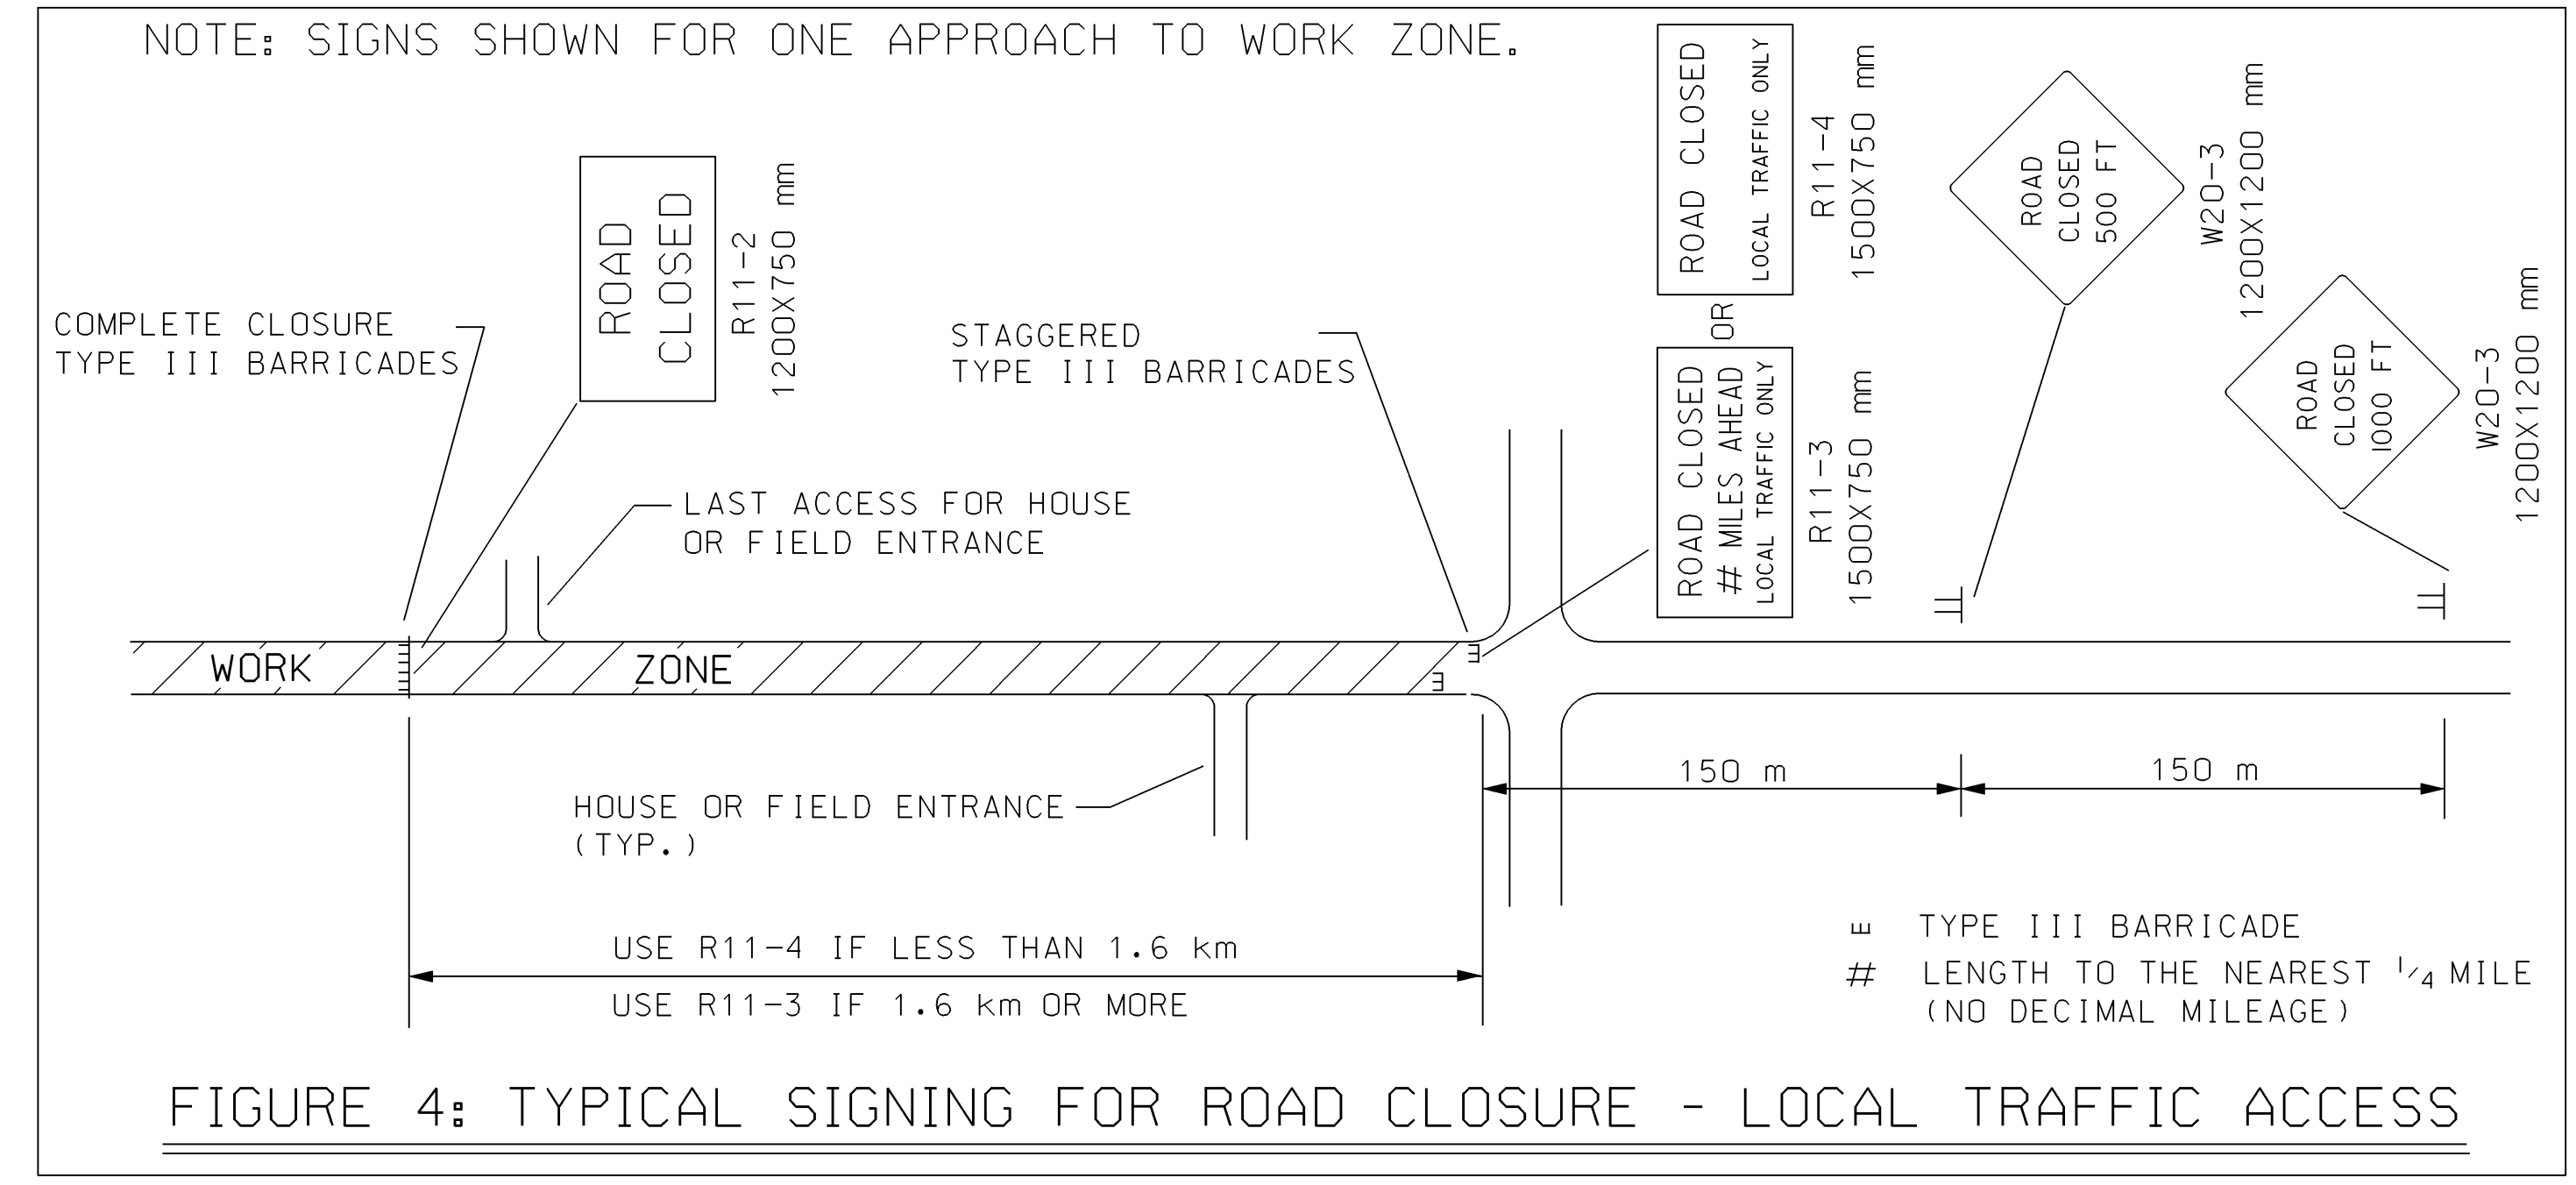 NOTE: SIGNS SHOWN FOR ONE APPROACH TO WORK ZONE.
COMPLETE CLOSURE
TYPE III BARRICADES
ROAD
CLOSED
R11-2
1200X750 mm
LAST ACCESS FOR HOUSE
OR FIELD ENTRANCE
STAGGERED
TYPE III BARRICADES
ROAD CLOSED
LOCAL TRAFFIC ONLY
R11-4
1500X750 mm
OR
ROAD CLOSED
# MILES AHEAD
LOCAL TRAFFIC ONLY
R11-3
1500X750 mm
ROAD
CLOSED
500 FT
W20-3
1200X1200 mm
ROAD
CLOSED
1000 FT
W20-3
1200X1200 mm
WORK ZONE
150 m
150 m
HOUSE OR FIELD ENTRANCE
(TYP.)
USE R11-4 IF LESS THAN 1.6 km
USE R11-3 IF 1.6 km OR MORE
TYPE III BARRICADE
# LENGTH TO THE NEAREST 1/4 MILE
(NO DECIMAL MILEAGE)
FIGURE 4: TYPICAL SIGNING FOR ROAD CLOSURE - LOCAL TRAFFIC ACCESS